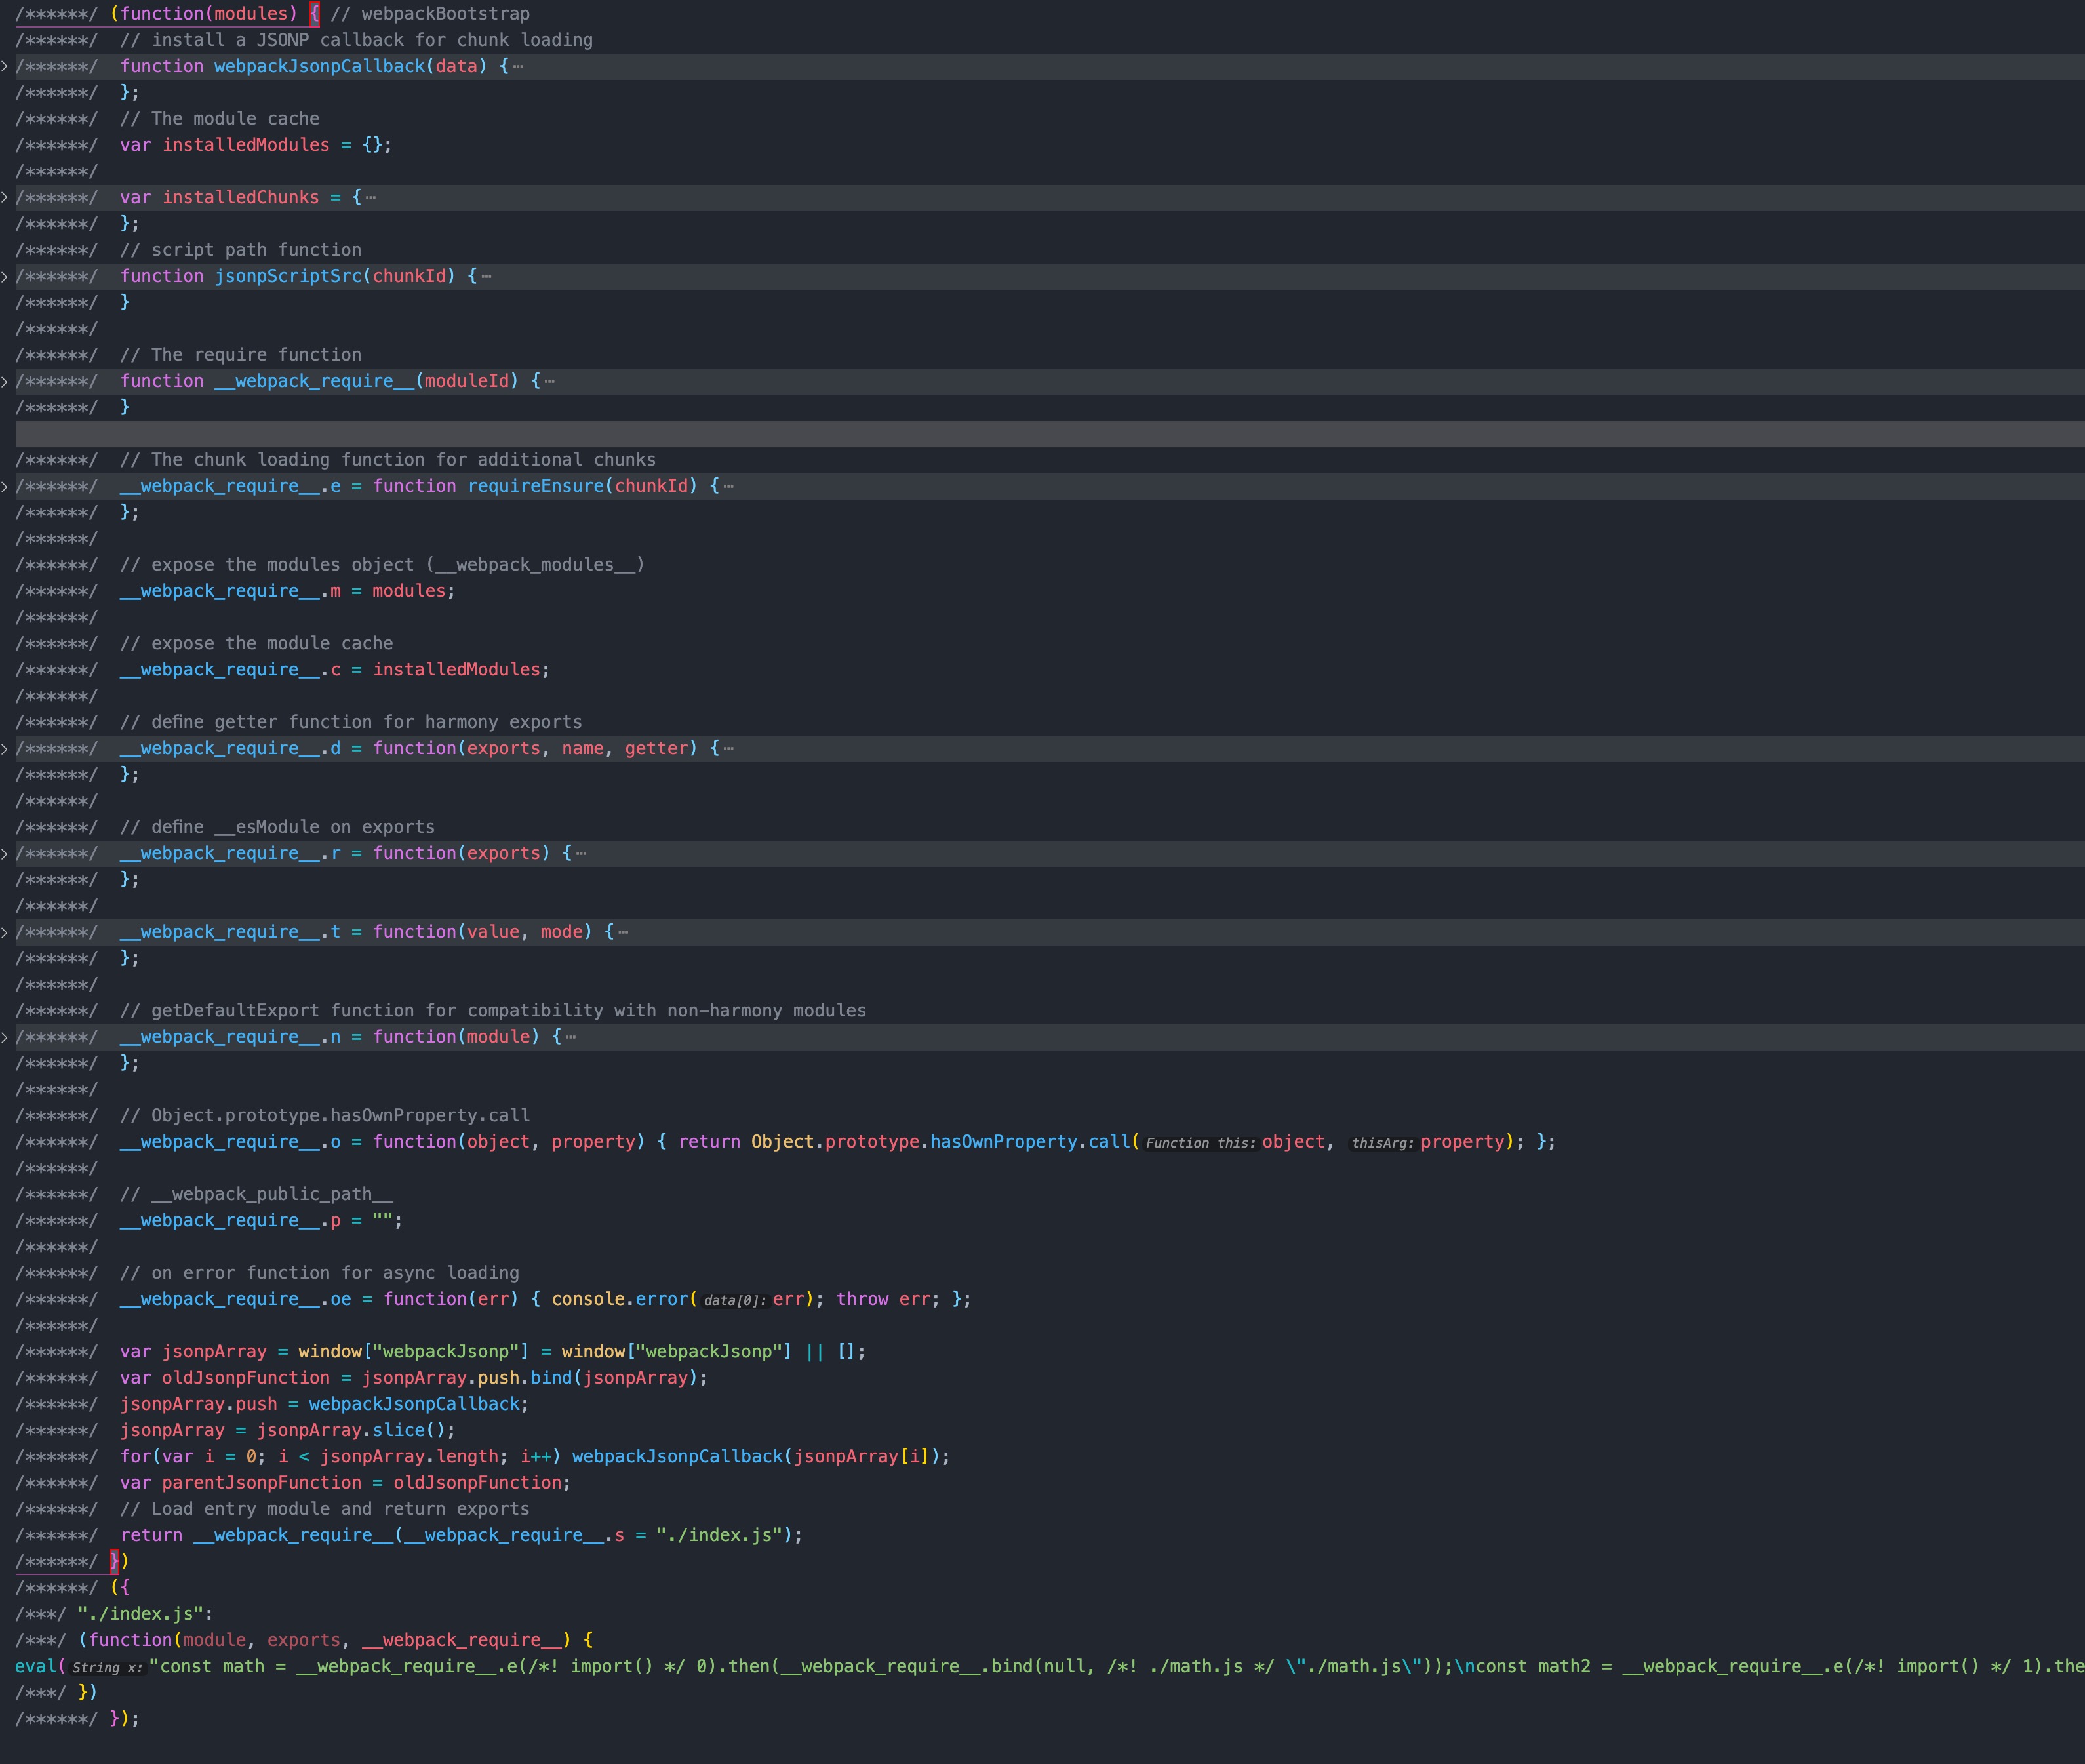 /******/ (function(modules) { // webpackBootstrap
/******/  // install a JSONP callback for chunk loading
/******/  function webpackJsonpCallback(data) {⋯
/******/  };
/******/  // The module cache
/******/  var installedModules = {};
/******/
/******/  var installedChunks = {⋯
/******/  };
/******/  // script path function
/******/  function jsonpScriptSrc(chunkId) {⋯
/******/  }
/******/
/******/  // The require function
/******/  function __webpack_require__(moduleId) {⋯
/******/  }
/******/  // The chunk loading function for additional chunks
/******/  __webpack_require__.e = function requireEnsure(chunkId) {⋯
/******/  };
/******/
/******/  // expose the modules object (__webpack_modules__)
/******/  __webpack_require__.m = modules;
/******/
/******/  // expose the module cache
/******/  __webpack_require__.c = installedModules;
/******/
/******/  // define getter function for harmony exports
/******/  __webpack_require__.d = function(exports, name, getter) {⋯
/******/  };
/******/
/******/  // define __esModule on exports
/******/  __webpack_require__.r = function(exports) {⋯
/******/  };
/******/
/******/  __webpack_require__.t = function(value, mode) {⋯
/******/  };
/******/
/******/  // getDefaultExport function for compatibility with non-harmony modules
/******/  __webpack_require__.n = function(module) {⋯
/******/  };
/******/
/******/  // Object.prototype.hasOwnProperty.call
/******/  __webpack_require__.o = function(object, property) { return Object.prototype.hasOwnProperty.call(Function this: object, thisArg: property); };
/******/
/******/  // __webpack_public_path__
/******/  __webpack_require__.p = "";
/******/
/******/  // on error function for async loading
/******/  __webpack_require__.oe = function(err) { console.error(data[0]: err); throw err; };
/******/
/******/  var jsonpArray = window["webpackJsonp"] = window["webpackJsonp"] || [];
/******/  var oldJsonpFunction = jsonpArray.push.bind(jsonpArray);
/******/  jsonpArray.push = webpackJsonpCallback;
/******/  jsonpArray = jsonpArray.slice();
/******/  for(var i = 0; i < jsonpArray.length; i++) webpackJsonpCallback(jsonpArray[i]);
/******/  var parentJsonpFunction = oldJsonpFunction;
/******/  // Load entry module and return exports
/******/  return __webpack_require__(__webpack_require__.s = "./index.js");
/******/ })
/******/ ({
/***/ "./index.js":
/***/ (function(module, exports, __webpack_require__) {
eval(String x: "const math = __webpack_require__.e(/*! import() */ 0).then(__webpack_require__.bind(null, /*! ./math.js */ \"./math.js\"));\nconst math2 = __webpack_require__.e(/*! import() */ 1).the
/***/ })
/******/ });